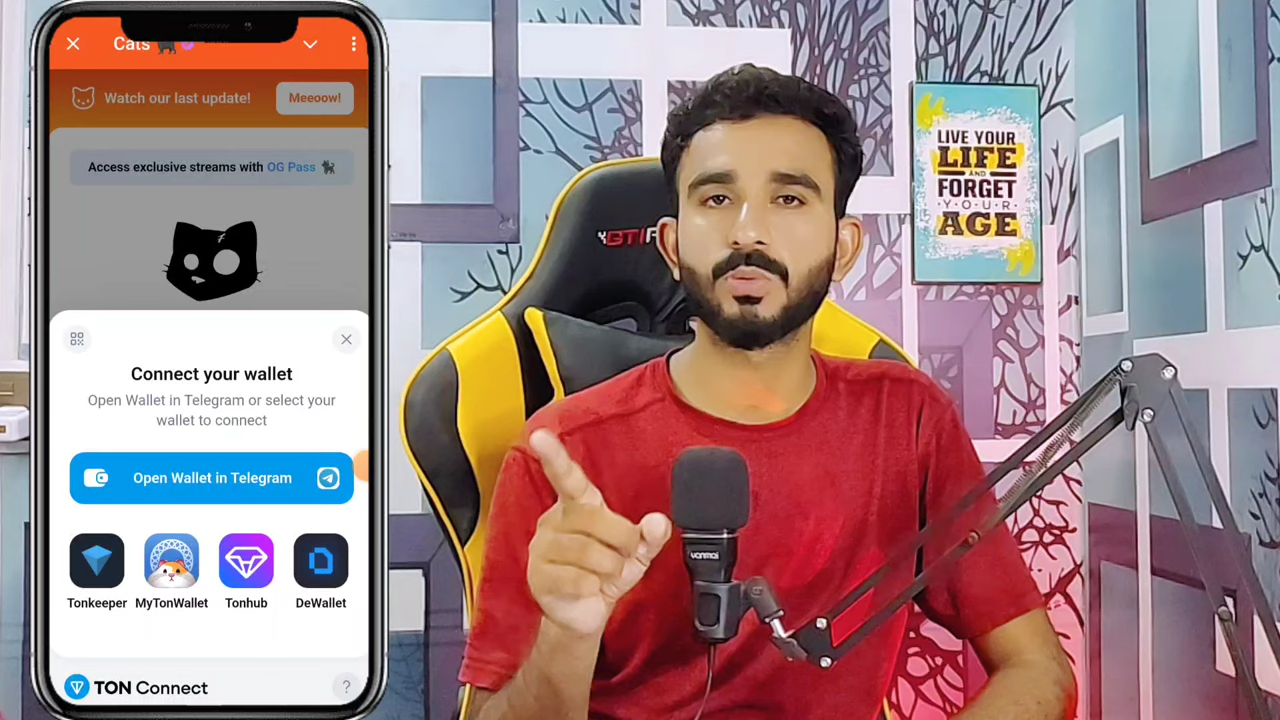 Cats
Watch our last update!
Meeoow!
Access exclusive streams with OG Pass
Connect your wallet
Open Wallet in Telegram or select your
wallet to connect
Open Wallet in Telegram
Tonkeeper
MyTonWallet
Tonhub
DeWallet
TON Connect
?
LIVE YOUR
LIFE
AND
FORGET
·Y·O·U·R·
AGE